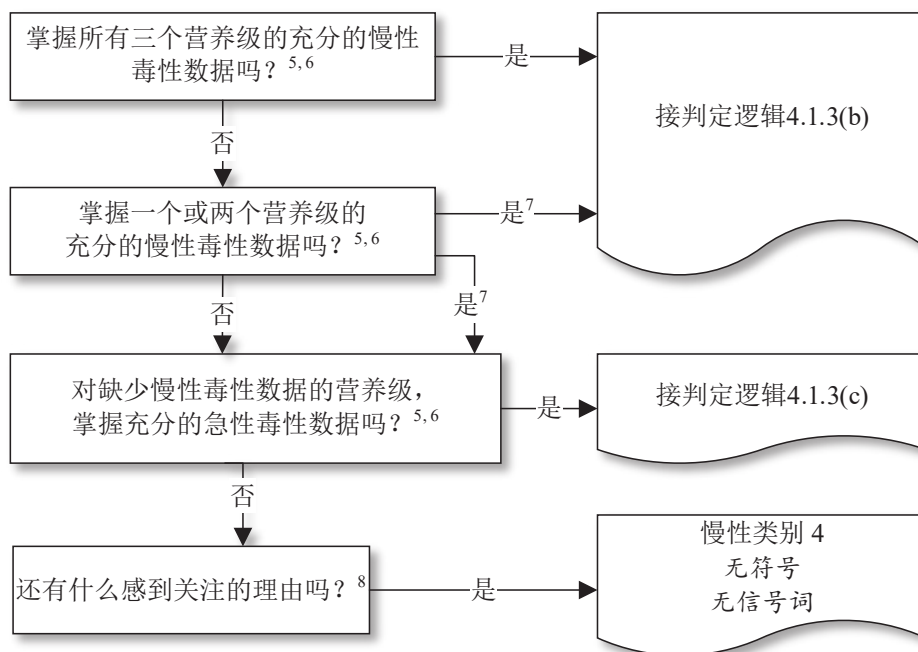 掌握所有三个营养级的充分的慢性
毒性数据吗？5,6
是
接判定逻辑4.1.3(b)
否
掌握一个或两个营养级的
充分的慢性毒性数据吗？5,6
是7
否
是7
对缺少慢性毒性数据的营养级，
掌握充分的急性毒性数据吗？5,6
是
接判定逻辑4.1.3(c)
否
还有什么感到关注的理由吗？8
是
慢性类别 4
无符号
无信号词